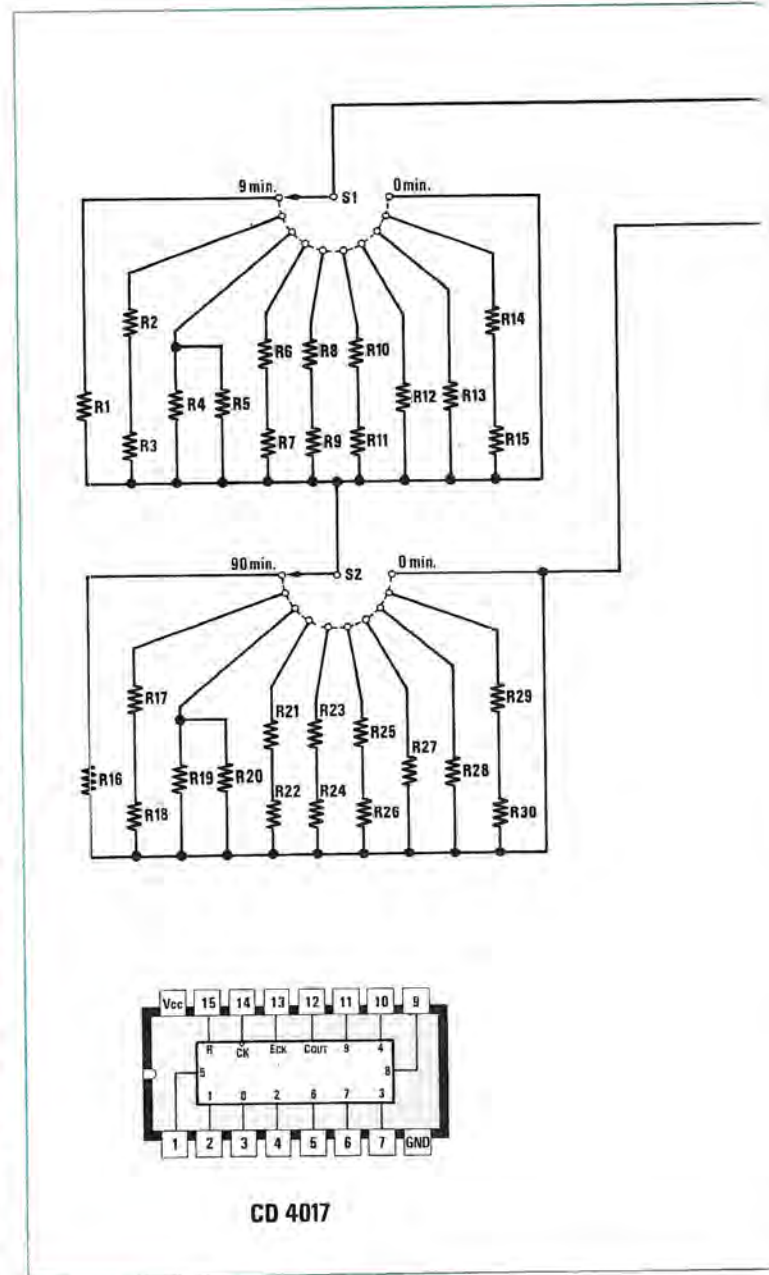 9 min.
S1
0 min.
R2
R14
R6
R8
R10
R1
R4
R5
R12
R13
R3
R7
R9
R11
R15
90 min.
S2
0 min.
R17
R21
R23
R25
R29
R16
R19
R20
R27
R28
R18
R22
R24
R26
R30
Vcc 15 14 13 12 11 10 9
R CK ECK COUT 9 4
5 8
1 0 2 6 7 3
1 2 3 4 5 6 7 GND
CD 4017